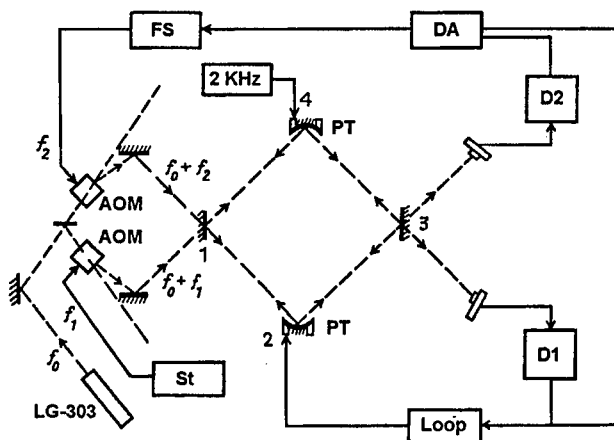 FS
DA
2 KHz
4
PT
D2
f₂
f₀ + f₂
AOM
AOM
1
3
f₀ + f₁
f₁
2
PT
f₀
St
D1
LG-303
Loop